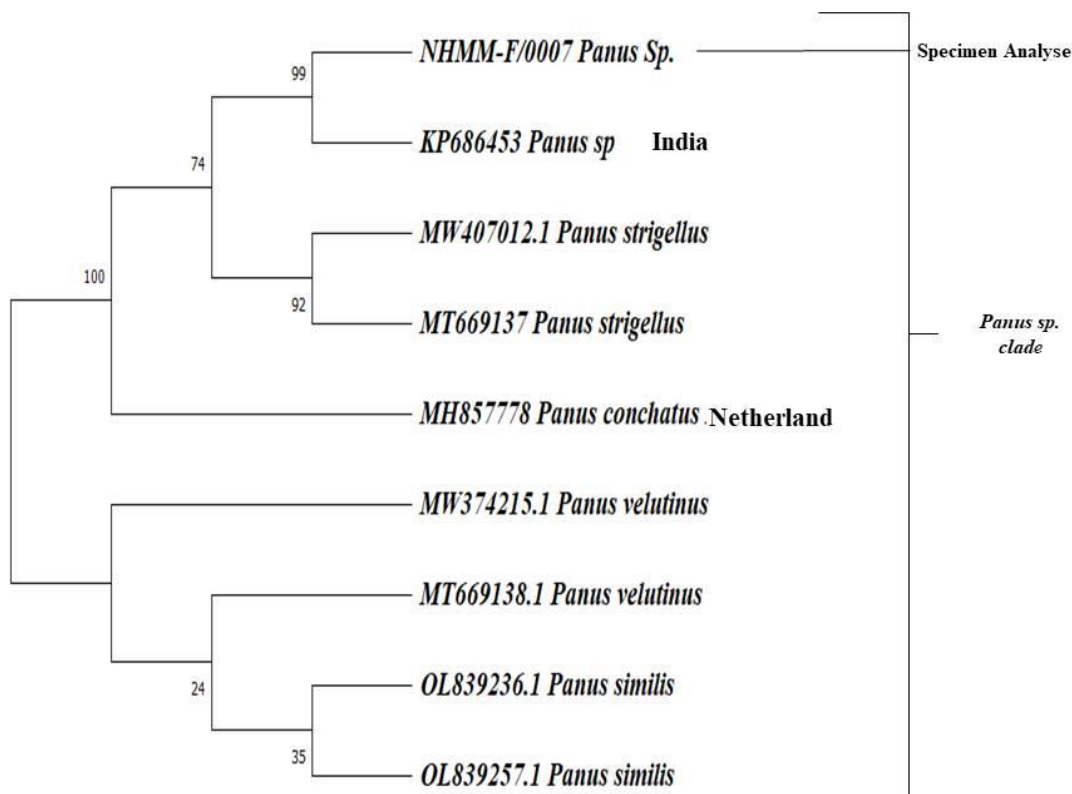 NHMM-F/0007 Panus Sp.
Specimen Analyse
99
KP686453 Panus sp India
74
MW407012.1 Panus strigellus
100
92
MT669137 Panus strigellus
Panus sp.
clade
MH857778 Panus conchatus .Netherland
MW374215.1 Panus velutinus
MT669138.1 Panus velutinus
24
OL839236.1 Panus similis
35
OL839257.1 Panus similis